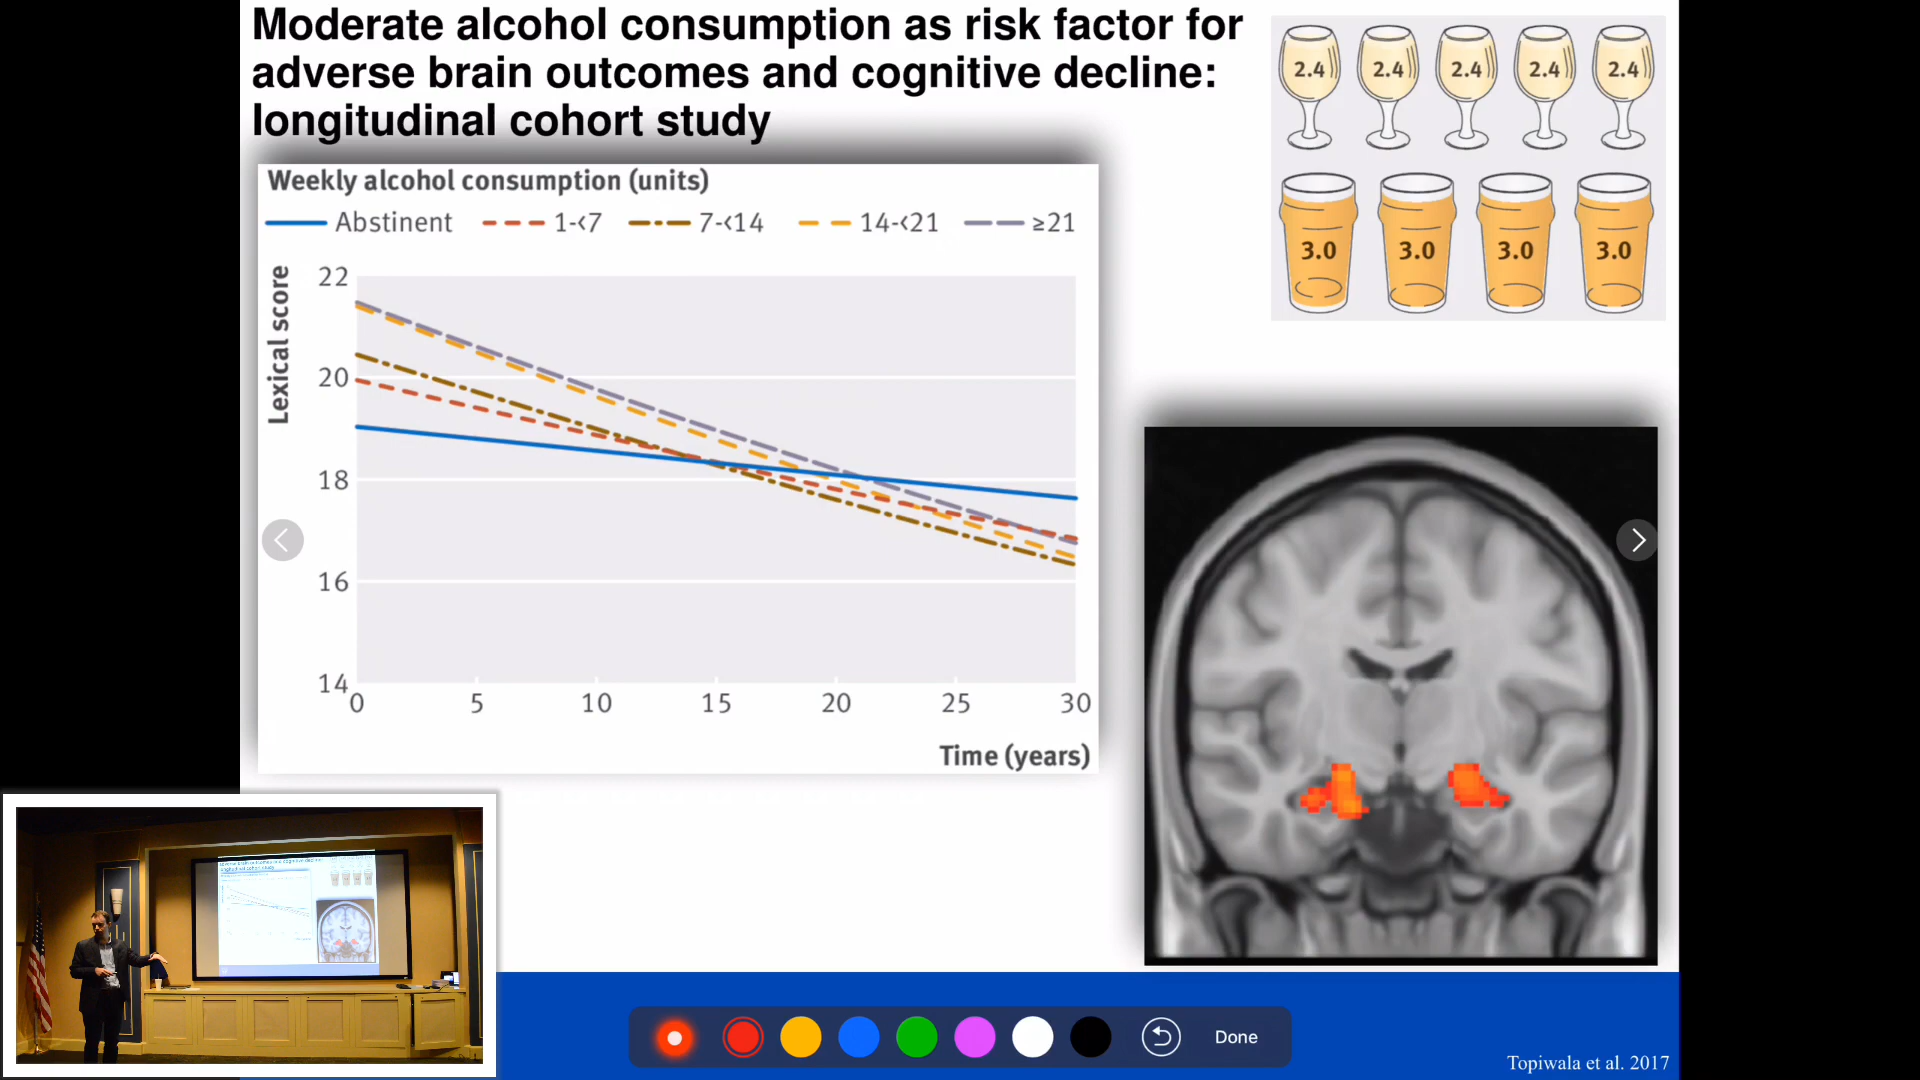 Moderate alcohol consumption as risk factor for
adverse brain outcomes and cognitive decline:
longitudinal cohort study
2.4 2.4 2.4 2.4 2.4
3.0 3.0 3.0 3.0
Weekly alcohol consumption (units)
Abstinent 1-<7 7-<14 14-<21 ≥21
Lexical score
22
20
18
16
14
0 5 10 15 20 25 30
Time (years)
Done
Topiwala et al. 2017